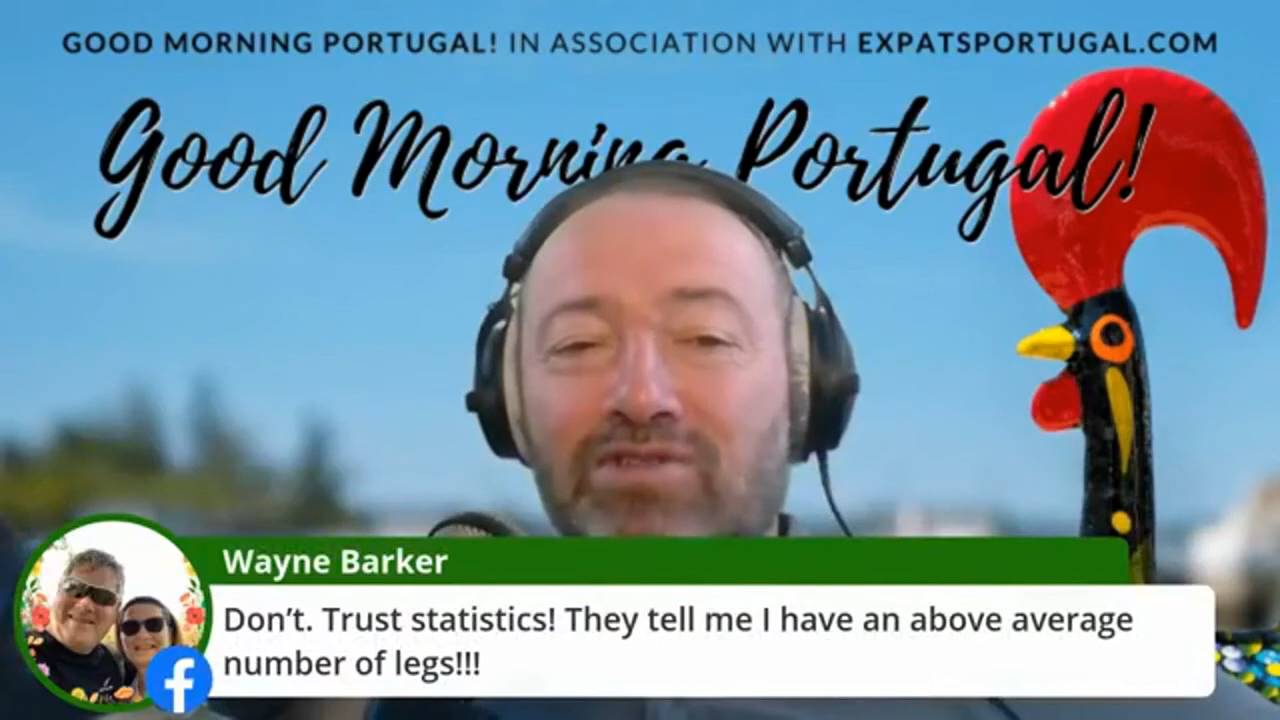 GOOD MORNING PORTUGAL! IN ASSOCIATION WITH EXPATSPORTUGAL.COM
Good Morning Portugal!
Wayne Barker
Don’t. Trust statistics! They tell me I have an above average
number of legs!!!